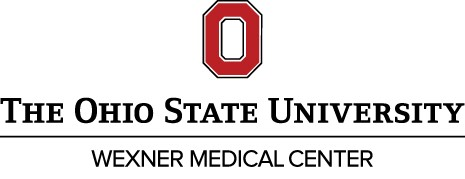 O
THE OHIO STATE UNIVERSITY
WEXNER MEDICAL CENTER